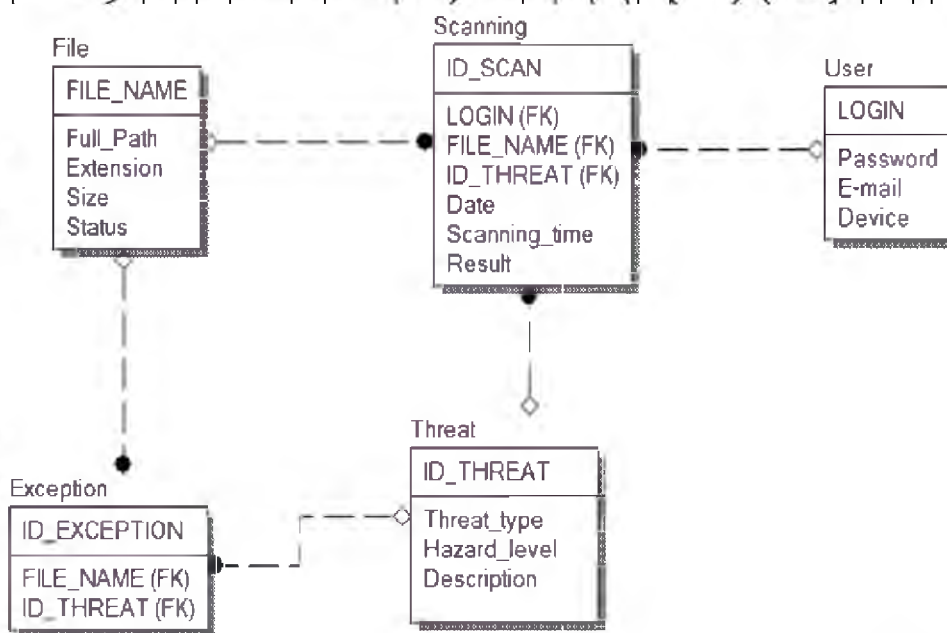 File
FILE_NAME
Full_Path
Extension
Size
Status
Scanning
ID_SCAN
LOGIN (FK)
FILE_NAME (FK)
ID_THREAT (FK)
Date
Scanning_time
Result
User
LOGIN
Password
E-mail
Device
Exception
ID_EXCEPTION
FILE_NAME (FK)
ID_THREAT (FK)
Threat
ID_THREAT
Threat_type
Hazard_level
Description